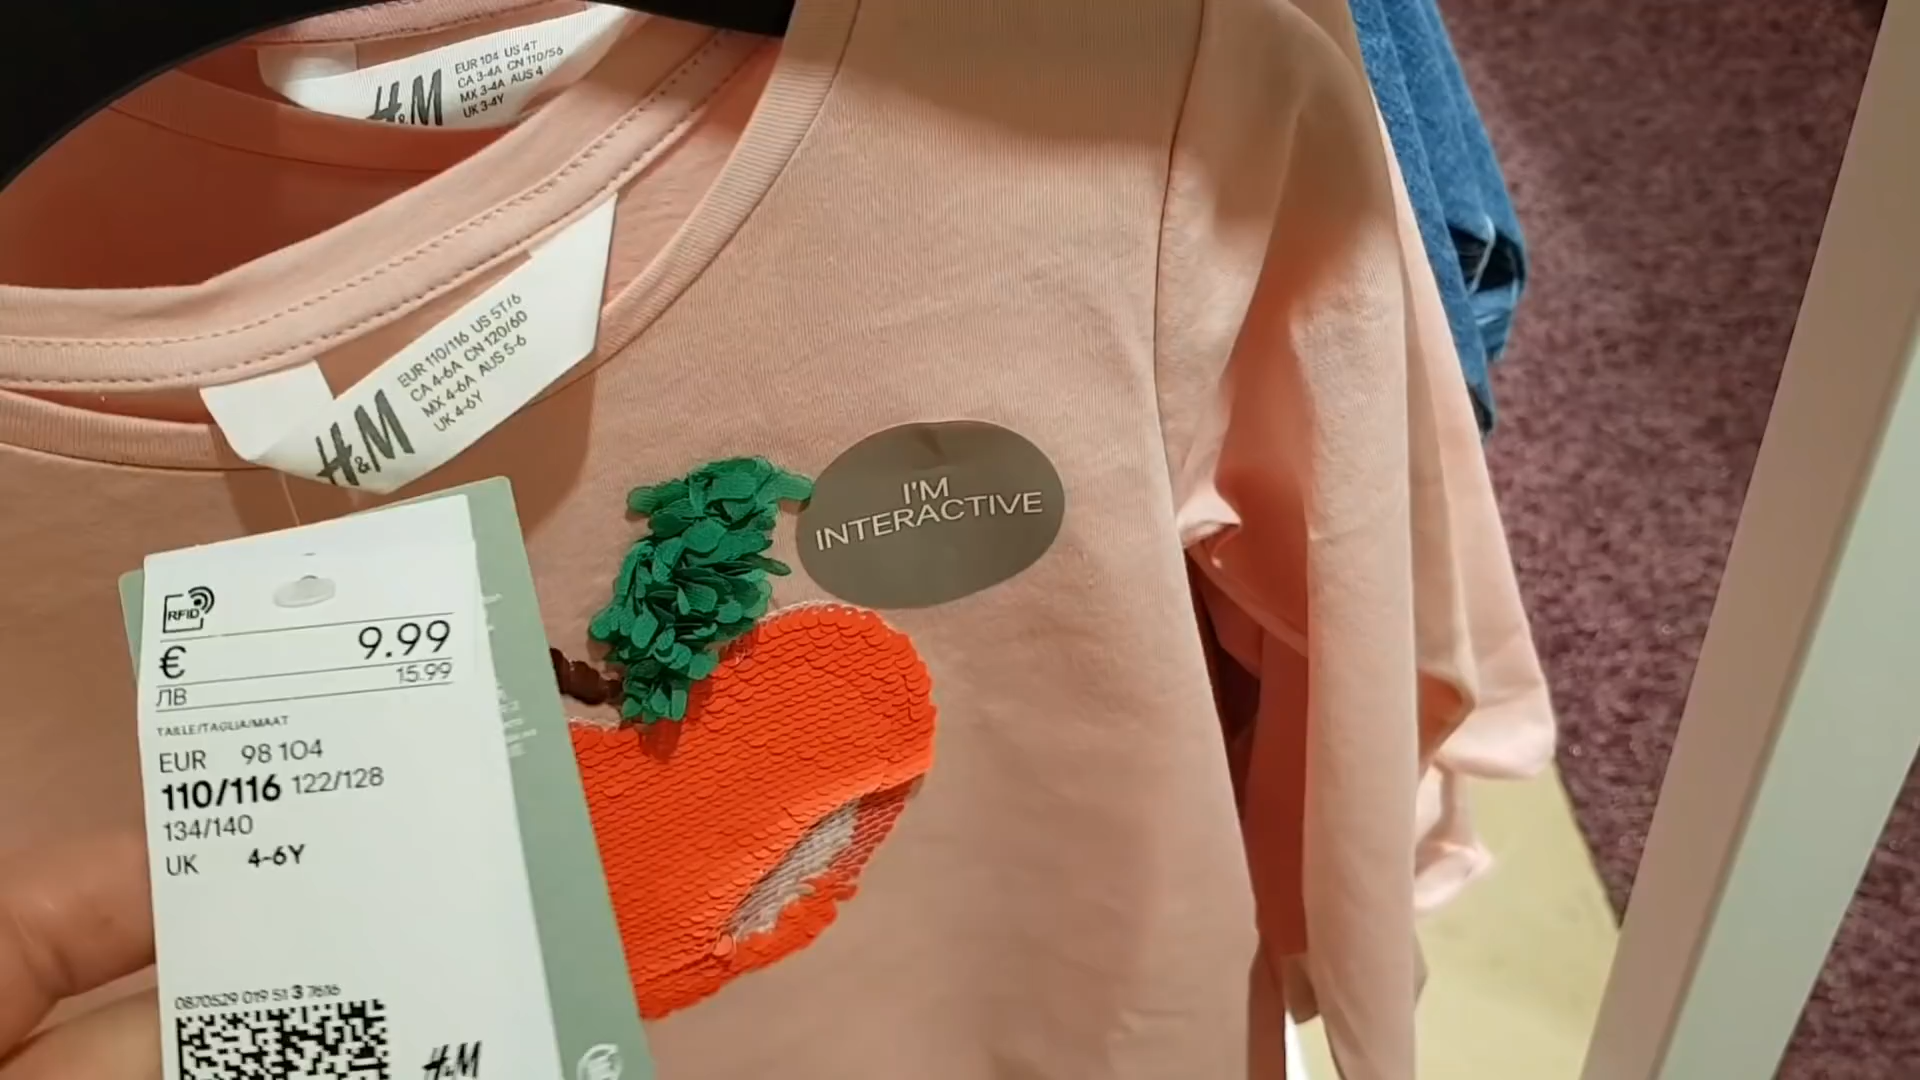 EUR 104 US 4T
CA 3-4A CN 110/56
MX 3-4A AUS 4
UK 3-4Y
H&M
EUR 110/116 US 5T/6
CA 4-6A CN 120/60
MX 4-6A AUS 5-6
UK 4-6Y
H&M
I'M
INTERACTIVE
RFID
€ 9.99
ЛВ 15.99
TAILLE/TAGLIA/MAAT
EUR 98 104
110/116 122/128
134/140
UK 4-6Y
0870529 019 51 3 7616
H&M